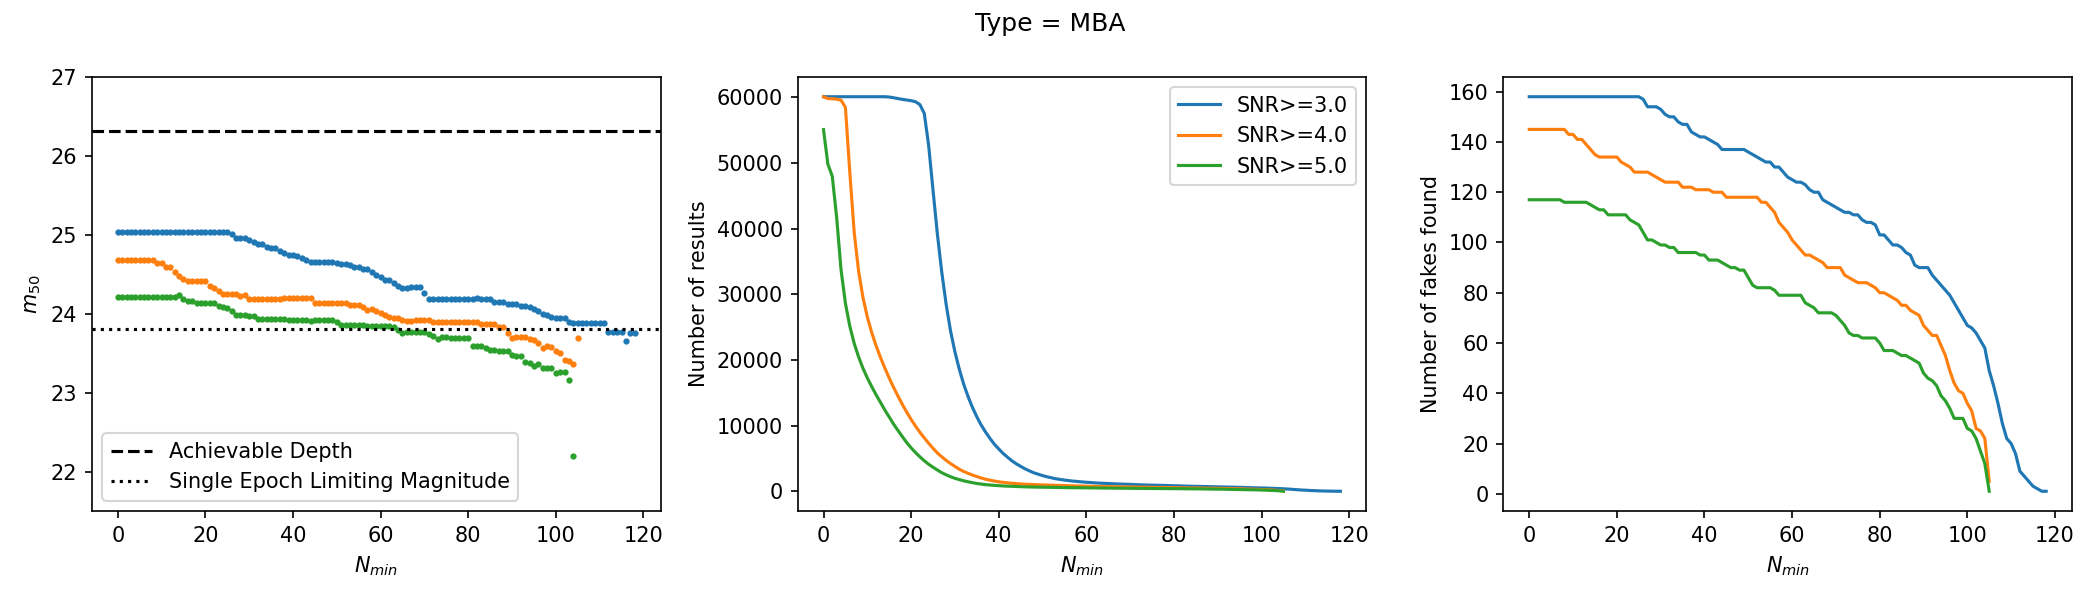 Type = MBA
27
26
25
24
23
22
m50
0 20 40 60 80 100 120
Nmin
Achievable Depth
Single Epoch Limiting Magnitude
60000
50000
40000
30000
20000
10000
0
Number of results
0 20 40 60 80 100 120
Nmin
SNR>=3.0
SNR>=4.0
SNR>=5.0
160
140
120
100
80
60
40
20
0
Number of fakes found
0 20 40 60 80 100 120
Nmin